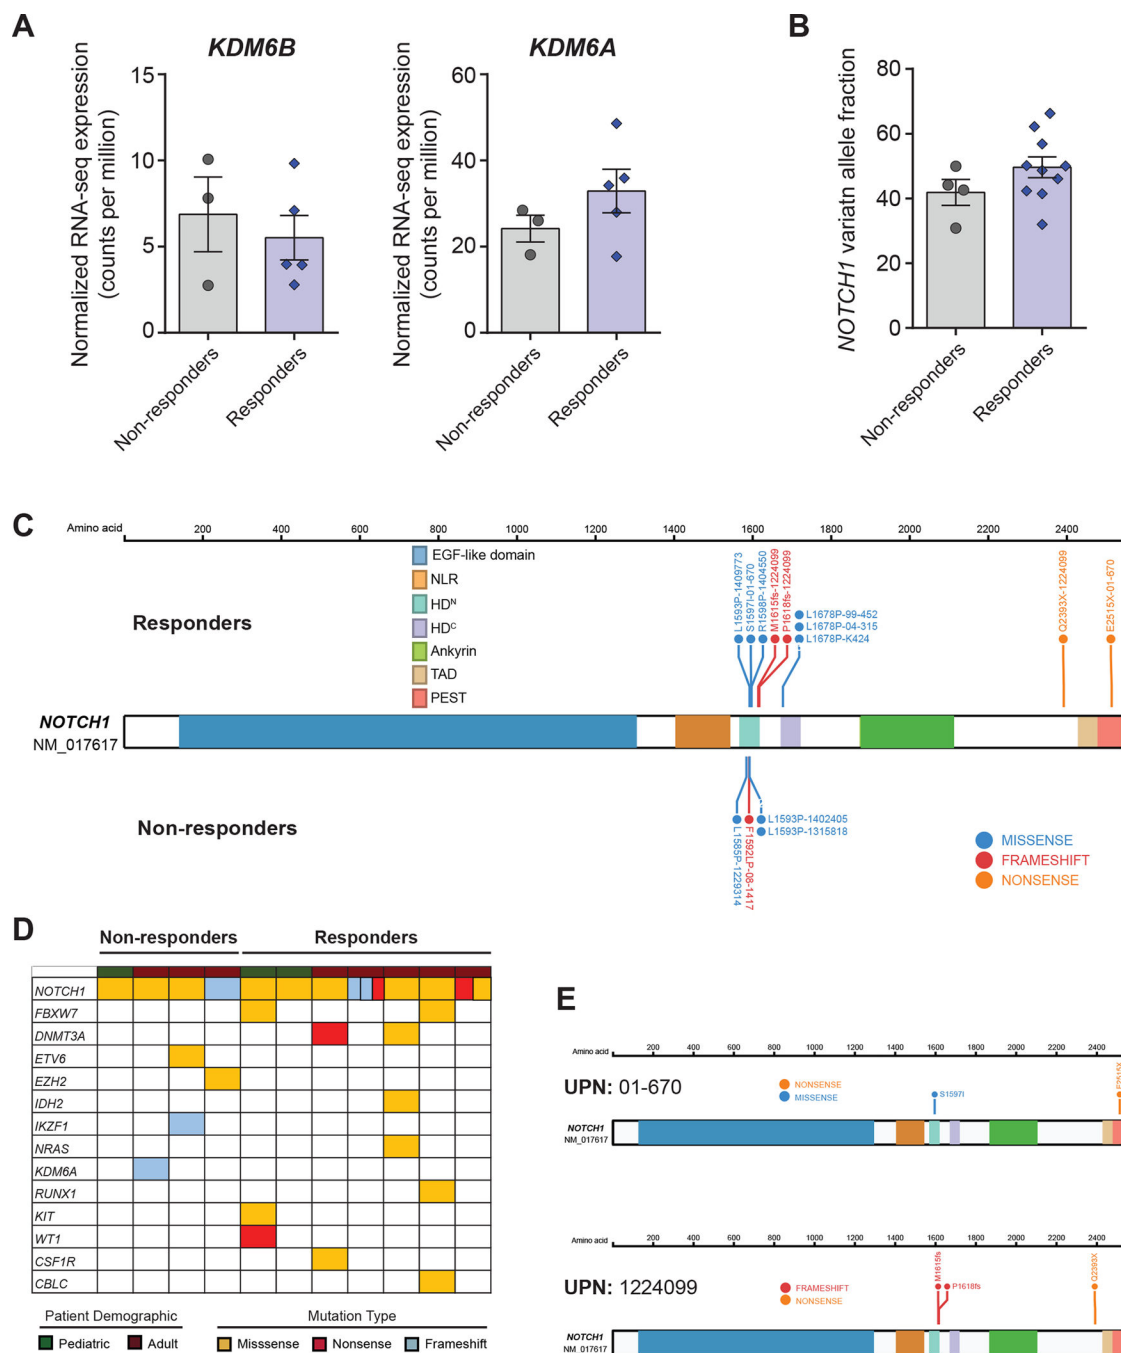 A
KDM6B
Normalized RNA-seq expression
(counts per million)
15
10
5
0
Non-responders
Responders
KDM6A
Normalized RNA-seq expression
(counts per million)
60
40
20
0
Non-responders
Responders
B
NOTCH1 variatn allele fraction
80
60
40
20
0
Non-responders
Responders
C
Amino acid
200 400 600 800 1000 1200 1400 1600 1800 2000 2200 2400
EGF-like domain
NLR
HDᴺ
HDᶜ
Ankyrin
TAD
PEST
Responders
L1593P-1409773
S1597I-01-670
R1598P-1404550
M1615fs-1224099
P1618fs-1224099
L1678P-99-452
L1678P-04-315
L1678P-K424
Q2393X-1224099
E2515X-01-670
NOTCH1
NM_017617
Non-responders
L1585P-1229314
F1592LP-08-1417
L1593P-1402405
L1593P-1315818
MISSENSE
FRAMESHIFT
NONSENSE
D
Non-responders Responders
NOTCH1
FBXW7
DNMT3A
ETV6
EZH2
IDH2
IKZF1
NRAS
KDM6A
RUNX1
KIT
WT1
CSF1R
CBLC
Patient Demographic Mutation Type
Pediatric Adult Misssense Nonsense Frameshift
E
Amino acid
200 400 600 800 1000 1200 1400 1600 1800 2000 2200 2400
UPN: 01-670
NONSENSE
MISSENSE
S1597I
E2515X
NOTCH1
NM_017617
Amino acid
200 400 600 800 1000 1200 1400 1600 1800 2000 2200 2400
UPN: 1224099
FRAMESHIFT
NONSENSE
M1615fs
P1618fs
Q2393X
NOTCH1
NM_017617